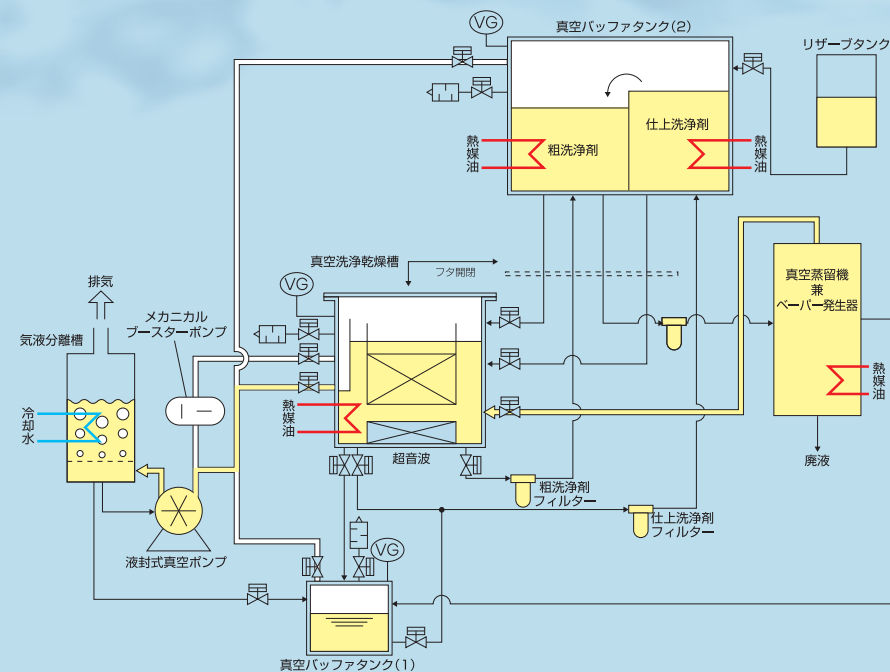 VG
真空バッファタンク(2)
リザーブタンク
仕上洗浄剤
粗洗浄剤
熱媒油
熱媒油
真空洗浄乾燥槽
フタ開閉
VG
排気
メカニカル
ブースターポンプ
気液分離槽
真空蒸留機
兼
ベーパー発生器
冷却水
熱媒油
熱媒油
超音波
廃液
粗洗浄剤
フィルター
仕上洗浄剤
フィルター
VG
液封式真空ポンプ
真空バッファタンク(1)